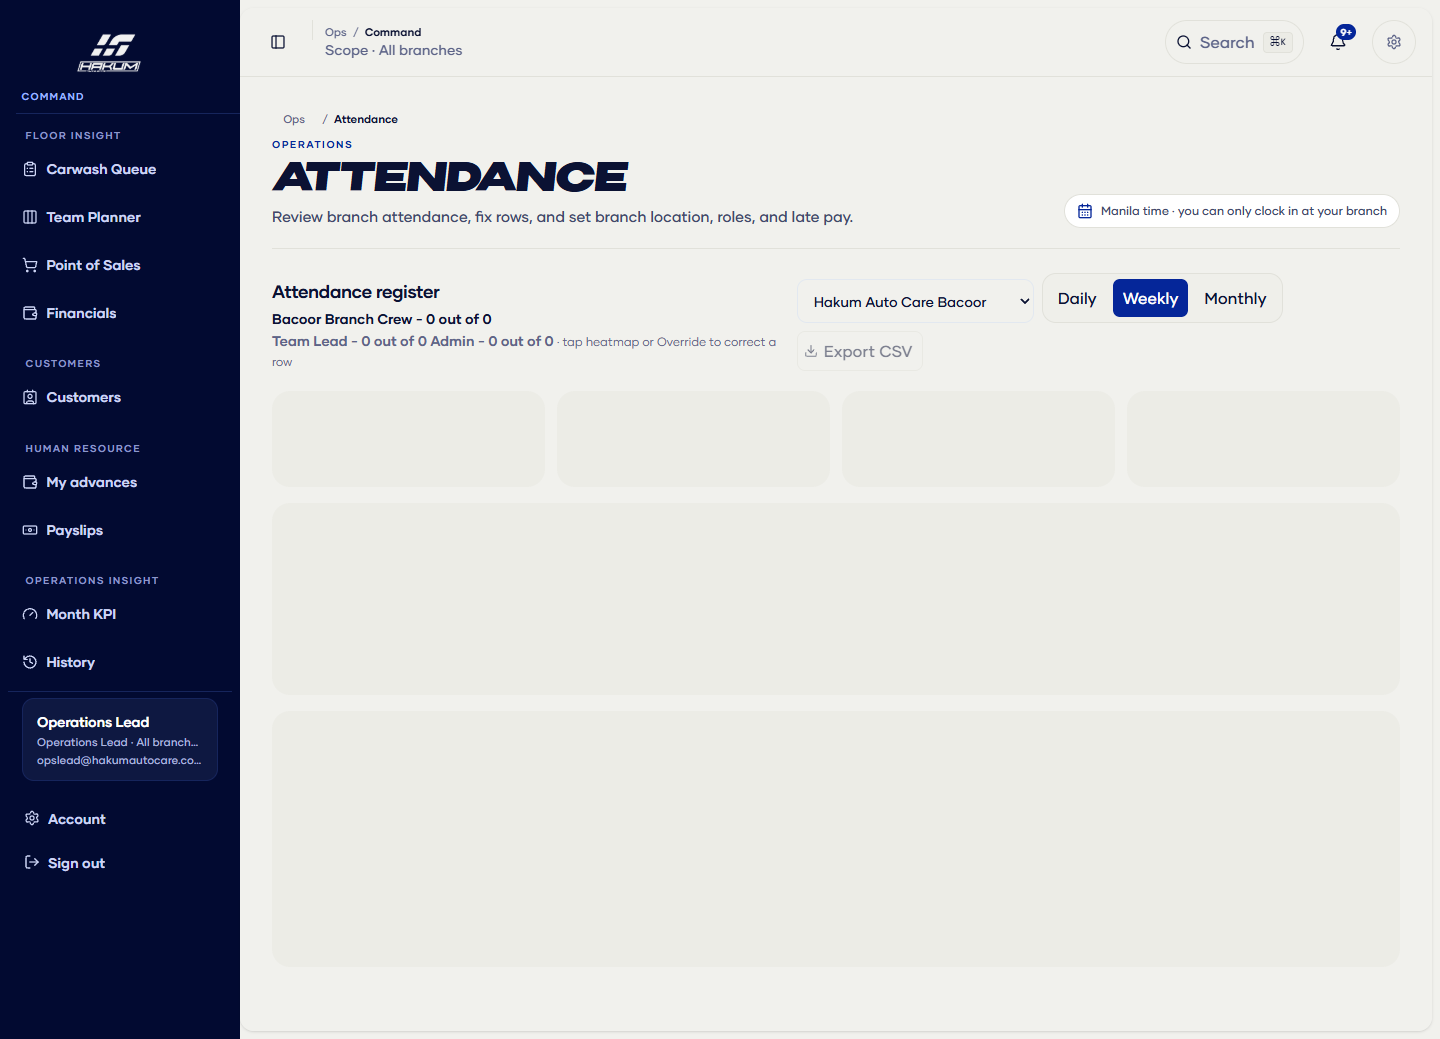 HAKUM
COMMAND
FLOOR INSIGHT
Carwash Queue
Team Planner
Point of Sales
Financials
CUSTOMERS
Customers
HUMAN RESOURCE
My advances
Payslips
OPERATIONS INSIGHT
Month KPI
History
Operations Lead
Operations Lead · All branch...
opslead@hakumautocare.co...
Account
Sign out
Ops / Command
Scope · All branches
Search ⌘K
9+
Ops / Attendance
OPERATIONS
ATTENDANCE
Review branch attendance, fix rows, and set branch location, roles, and late pay.
Manila time · you can only clock in at your branch
Attendance register
Bacoor Branch Crew - 0 out of 0
Team Lead - 0 out of 0 Admin - 0 out of 0 · tap heatmap or Override to correct a
row
Hakum Auto Care Bacoor
Daily Weekly Monthly
Export CSV